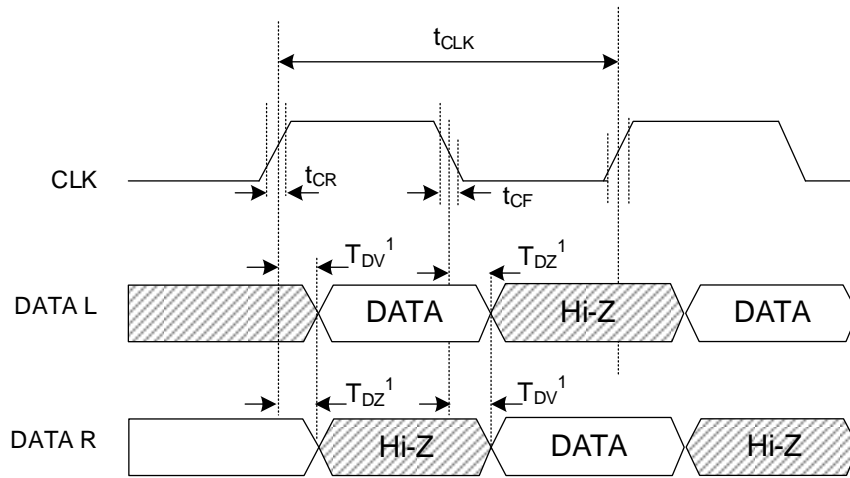 tCLK
CLK
tCR
tCF
TDV1 TDZ1
DATA L DATA Hi-Z DATA
TDZ1 TDV1
DATA R Hi-Z DATA Hi-Z